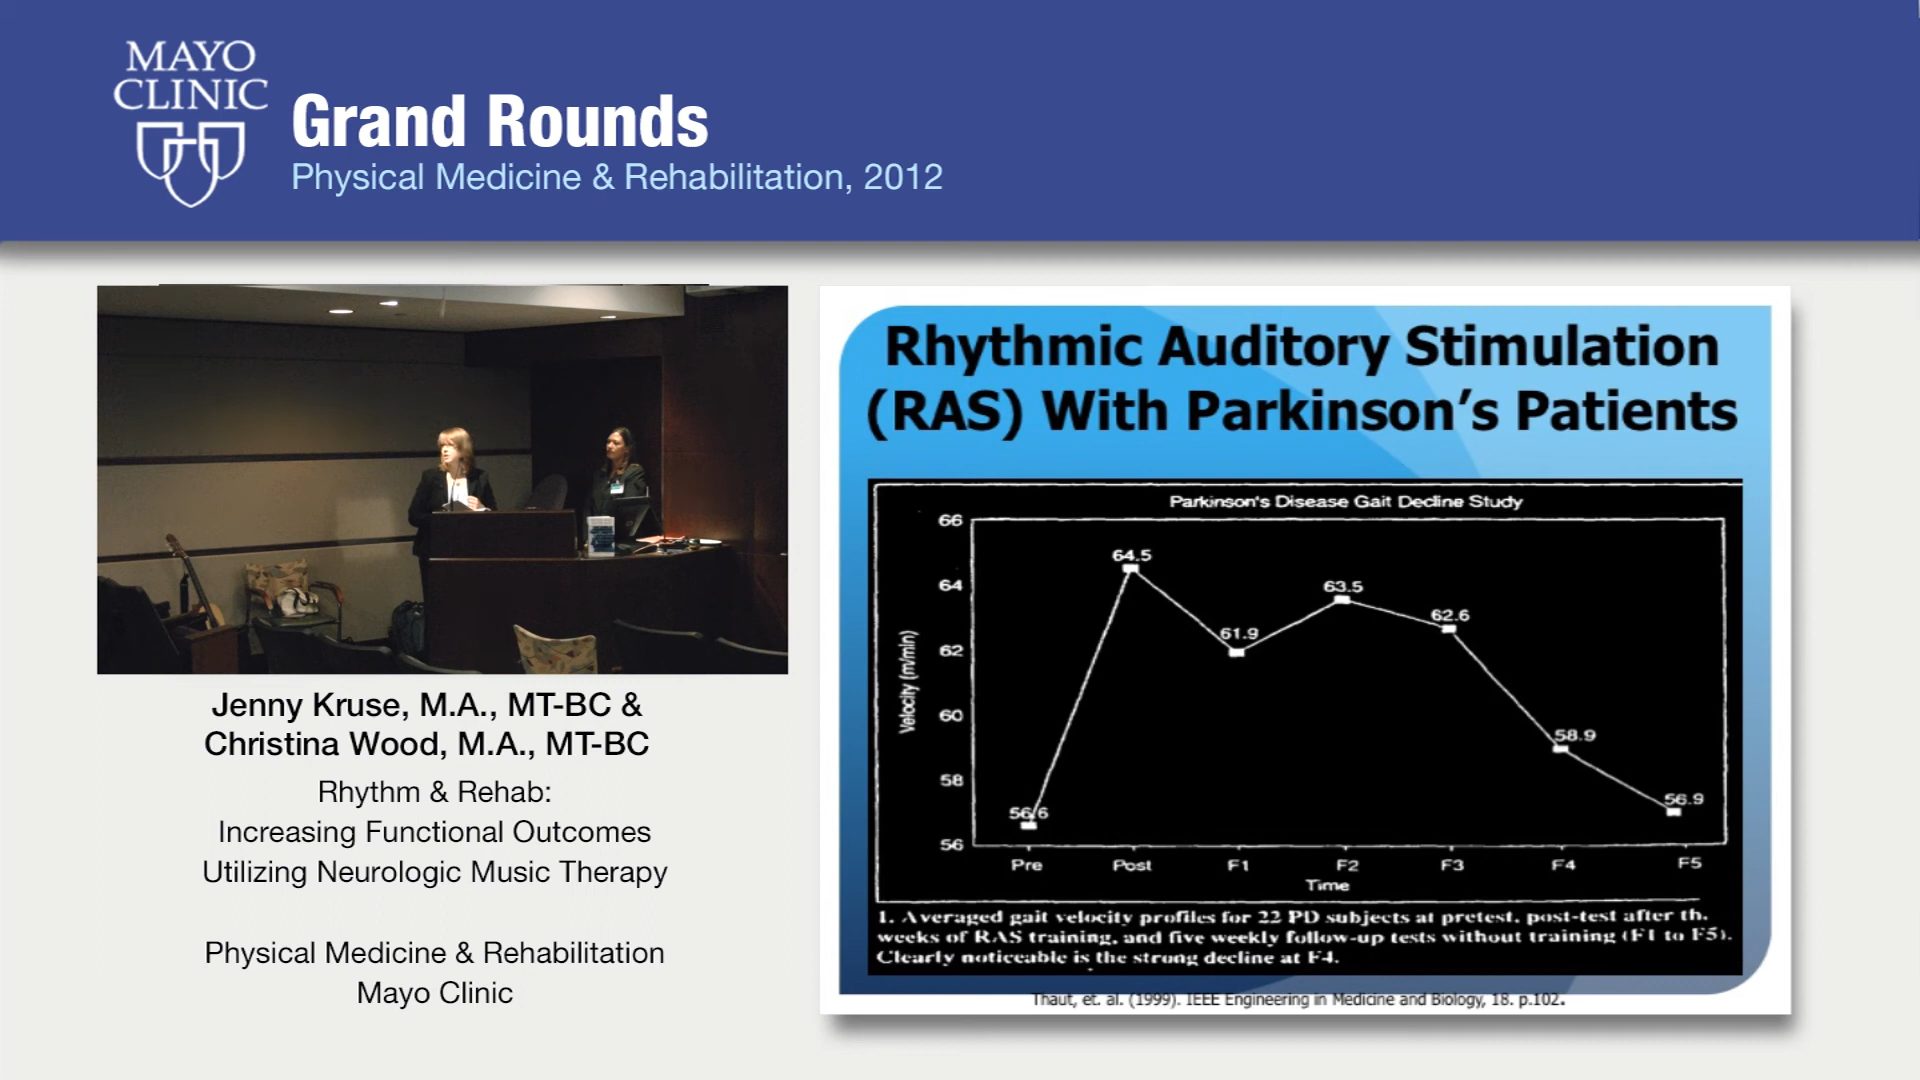 MAYO
CLINIC
Grand Rounds
Physical Medicine & Rehabilitation, 2012
Jenny Kruse, M.A., MT-BC &
Christina Wood, M.A., MT-BC
Rhythm & Rehab:
Increasing Functional Outcomes
Utilizing Neurologic Music Therapy
Physical Medicine & Rehabilitation
Mayo Clinic
Rhythmic Auditory Stimulation
(RAS) With Parkinson's Patients
Parkinson's Disease Gait Decline Study
Velocity (m/min)
66
64
62
60
58
56
56.6
64.5
61.9
63.5
62.6
58.9
56.9
Pre Post F1 F2 F3 F4 F5
Time
1. Averaged gait velocity profiles for 22 PD subjects at pretest, post-test after th.
weeks of RAS training, and five weekly follow-up tests without training (F1 to F5).
Clearly noticeable is the strong decline at F4.
Thaut, et. al. (1999). IEEE Engineering in Medicine and Biology, 18. p.102.